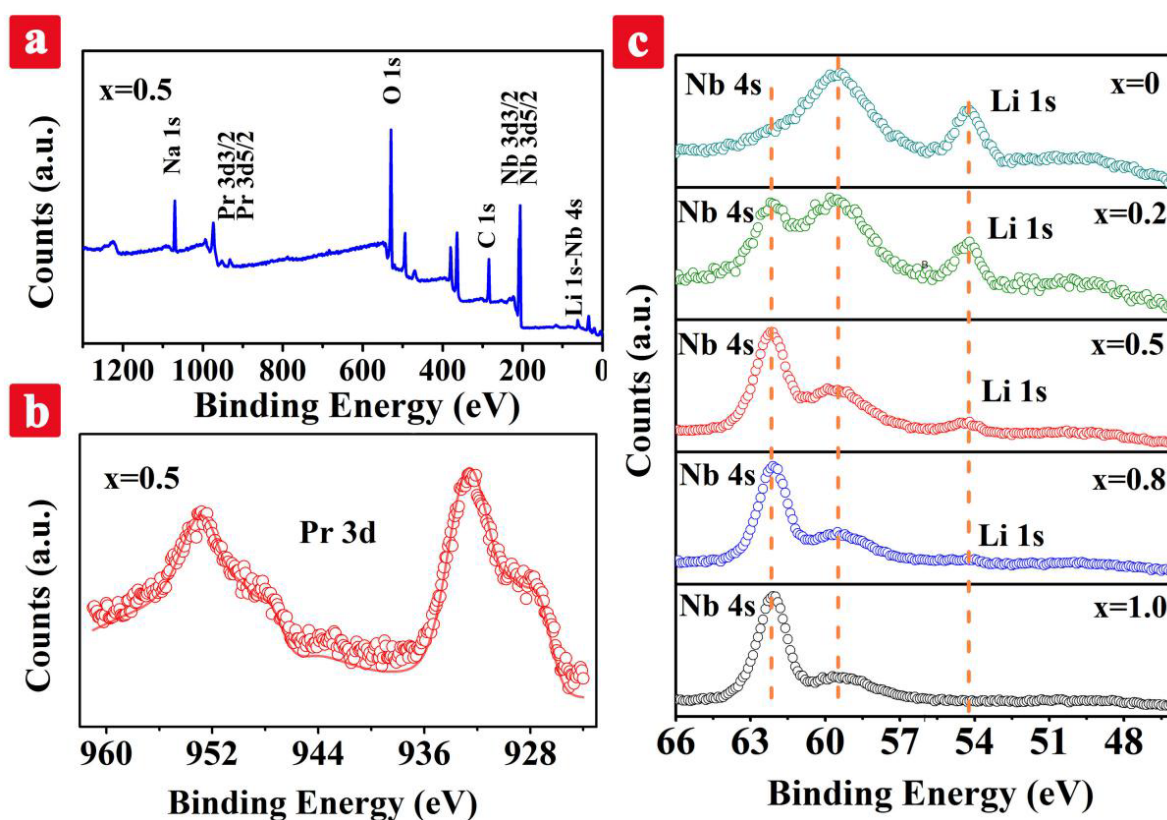 a
x=0.5
Na 1s
Pr 3d3/2
Pr 3d5/2
O 1s
C 1s
Nb 3d3/2
Nb 3d5/2
Li 1s-Nb 4s
Counts (a.u.)
1200 1000 800 600 400 200 0
Binding Energy (eV)
b
x=0.5
Pr 3d
Counts (a.u.)
960 952 944 936 928
Binding Energy (eV)
c
Nb 4s Li 1s x=0
Nb 4s Li 1s x=0.2
B
Nb 4s Li 1s x=0.5
Nb 4s Li 1s x=0.8
Nb 4s x=1.0
Counts (a.u.)
66 62 60 56 54 51 48
Binding Energy (eV)